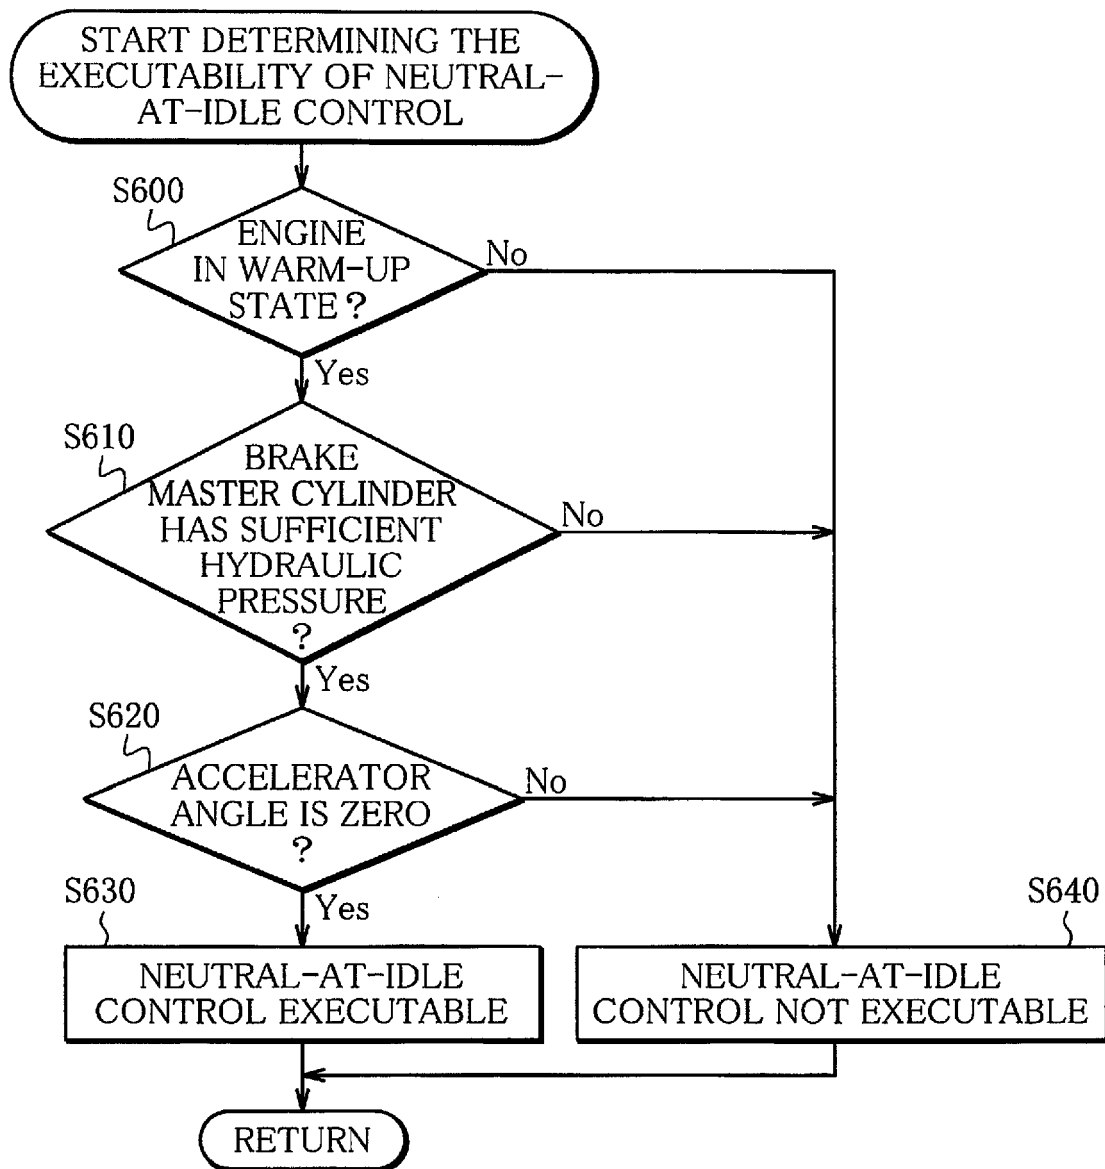 START DETERMINING THE
EXECUTABILITY OF NEUTRAL-
AT-IDLE CONTROL
S600
ENGINE
IN WARM-UP
STATE?
No
Yes
S610
BRAKE
MASTER CYLINDER
HAS SUFFICIENT
HYDRAULIC
PRESSURE
?
No
Yes
S620
ACCELERATOR
ANGLE IS ZERO
?
No
Yes
S630
NEUTRAL-AT-IDLE
CONTROL EXECUTABLE
S640
NEUTRAL-AT-IDLE
CONTROL NOT EXECUTABLE
RETURN